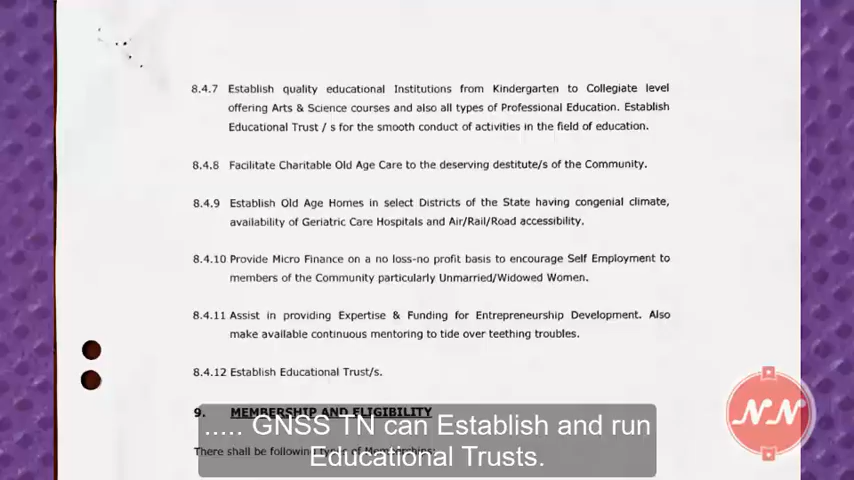 8.4.7 Establish quality educational Institutions from Kindergarten to Collegiate level
offering Arts & Science courses and also all types of Professional Education. Establish
Educational Trust / s for the smooth conduct of activities in the field of education.
8.4.8 Facilitate Charitable Old Age Care to the deserving destitute/s of the Community.
8.4.9 Establish Old Age Homes in select Districts of the State having congenial climate,
availability of Geriatric Care Hospitals and Air/Rail/Road accessibility.
8.4.10 Provide Micro Finance on a no loss-no profit basis to encourage Self Employment to
members of the Community particularly Unmarried/Widowed Women.
8.4.11 Assist in providing Expertise & Funding for Entrepreneurship Development. Also
make available continuous mentoring to tide over teething troubles.
8.4.12 Establish Educational Trust/s.
9. MEMBERSHIP AND ELIGIBILITY
There shall be following types of Memberships:
..... GNSS TN can Establish and run
Educational Trusts.
NN